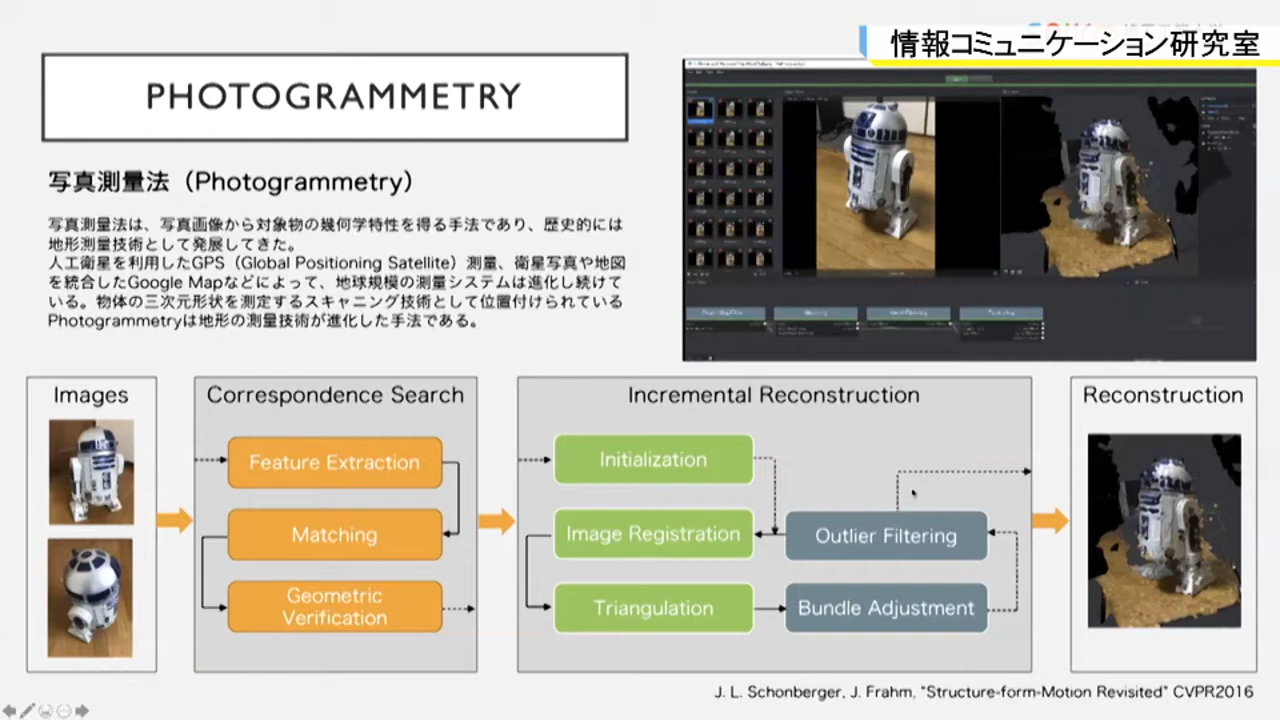 情報コミュニケーション研究室
PHOTOGRAMMETRY
写真測量法（Photogrammetry）
写真測量法は、写真画像から対象物の幾何学特性を得る手法であり、歴史的には
地形測量技術として発展してきた。
人工衛星を利用したGPS（Global Positioning Satellite）測量、衛星写真や地図
を統合したGoogle Mapなどによって、地球規模の測量システムは進化し続けて
いる。物体の三次元形状を測定するスキャニング技術として位置付けられている
Photogrammetryは地形の測量技術が進化した手法である。
Images
Correspondence Search
Feature Extraction
Matching
Geometric
Verification
Incremental Reconstruction
Initialization
Image Registration
Triangulation
Outlier Filtering
Bundle Adjustment
Reconstruction
J. L. Schonberger, J. Frahm, "Structure-form-Motion Revisited" CVPR2016